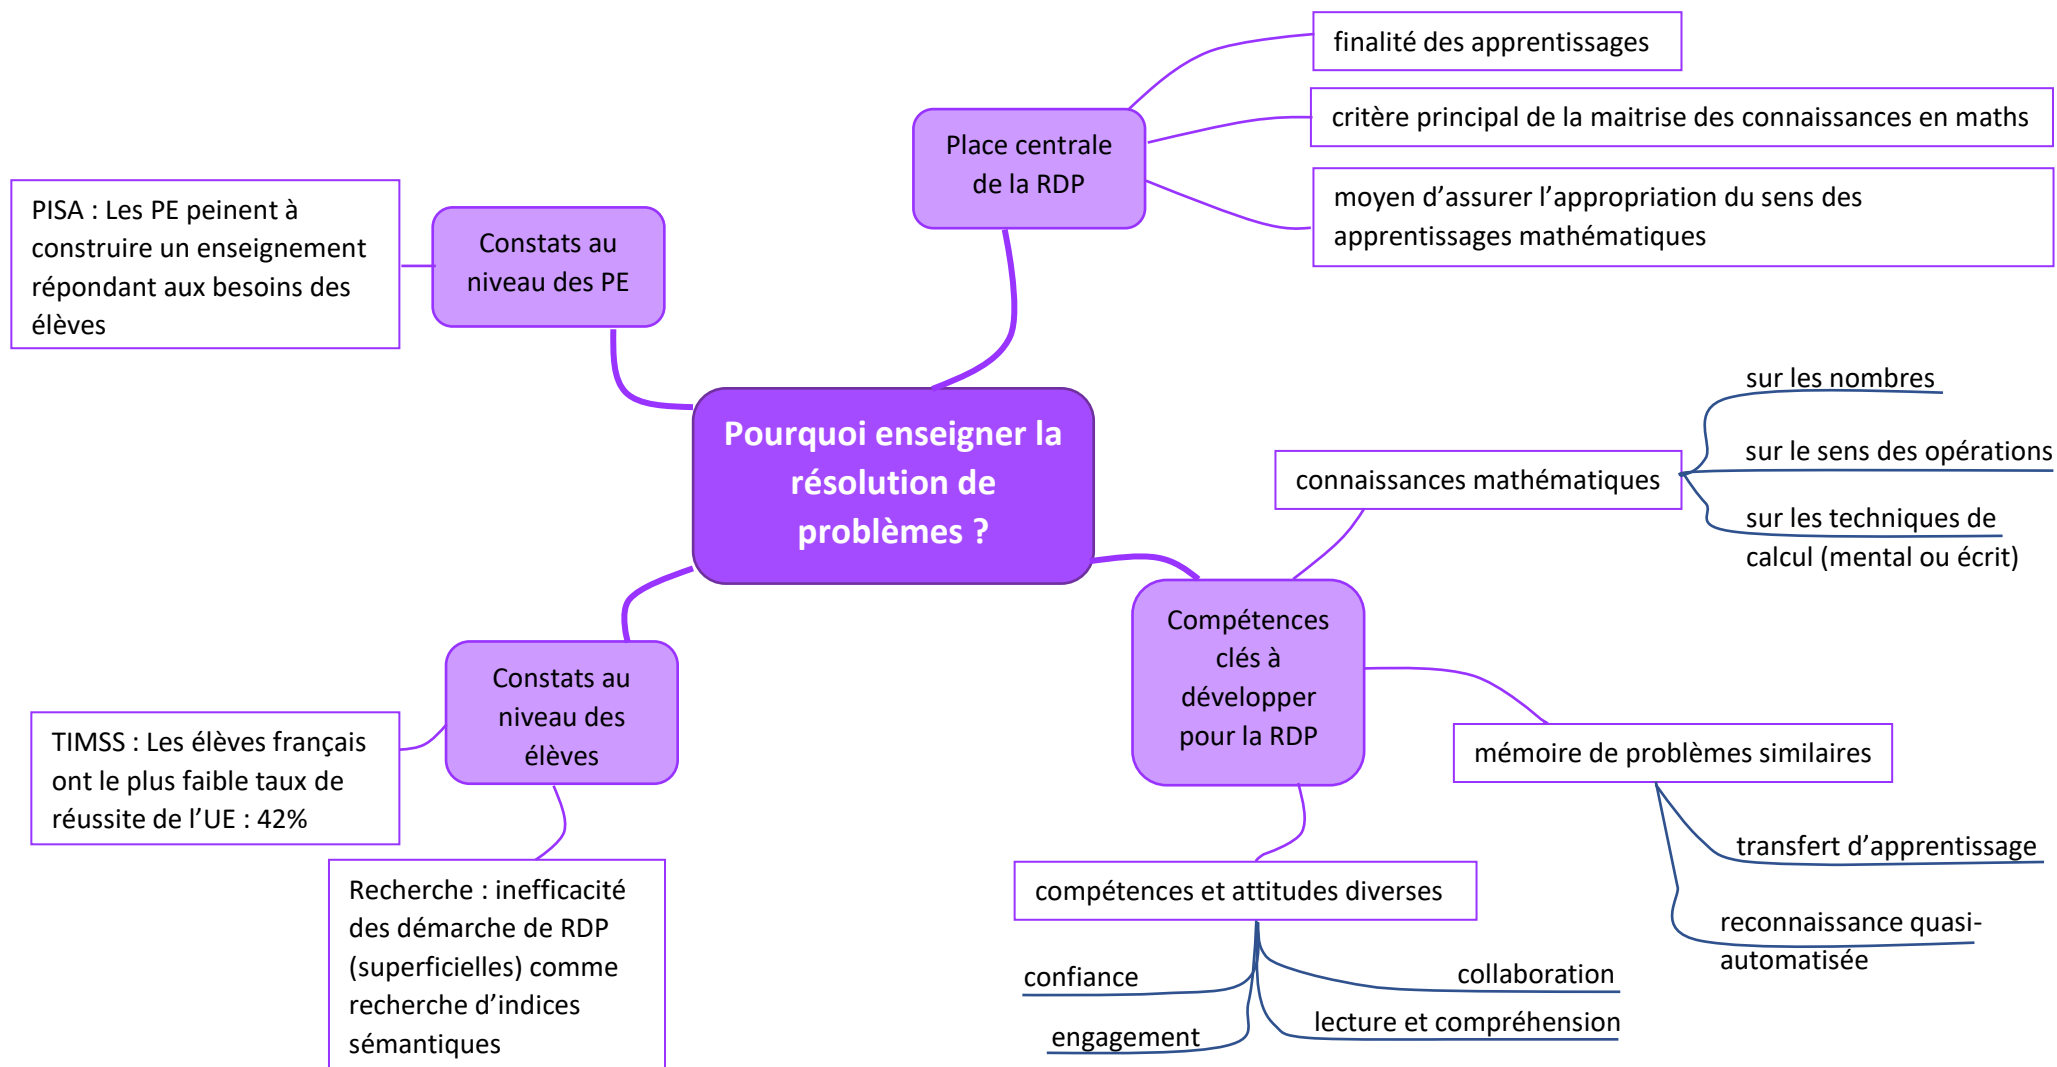 Pourquoi enseigner la
résolution de
problèmes ?
Place centrale
de la RDP
finalité des apprentissages
critère principal de la maitrise des connaissances en maths
moyen d’assurer l’appropriation du sens des
apprentissages mathématiques
Constats au
niveau des PE
PISA : Les PE peinent à
construire un enseignement
répondant aux besoins des
élèves
Constats au
niveau des
élèves
TIMSS : Les élèves français
ont le plus faible taux de
réussite de l’UE : 42%
Recherche : inefficacité
des démarche de RDP
(superficielles) comme
recherche d’indices
sémantiques
Compétences
clés à
développer
pour la RDP
connaissances mathématiques
sur les nombres
sur le sens des opérations
sur les techniques de
calcul (mental ou écrit)
mémoire de problèmes similaires
transfert d’apprentissage
reconnaissance quasi-
automatisée
compétences et attitudes diverses
confiance
engagement
collaboration
lecture et compréhension